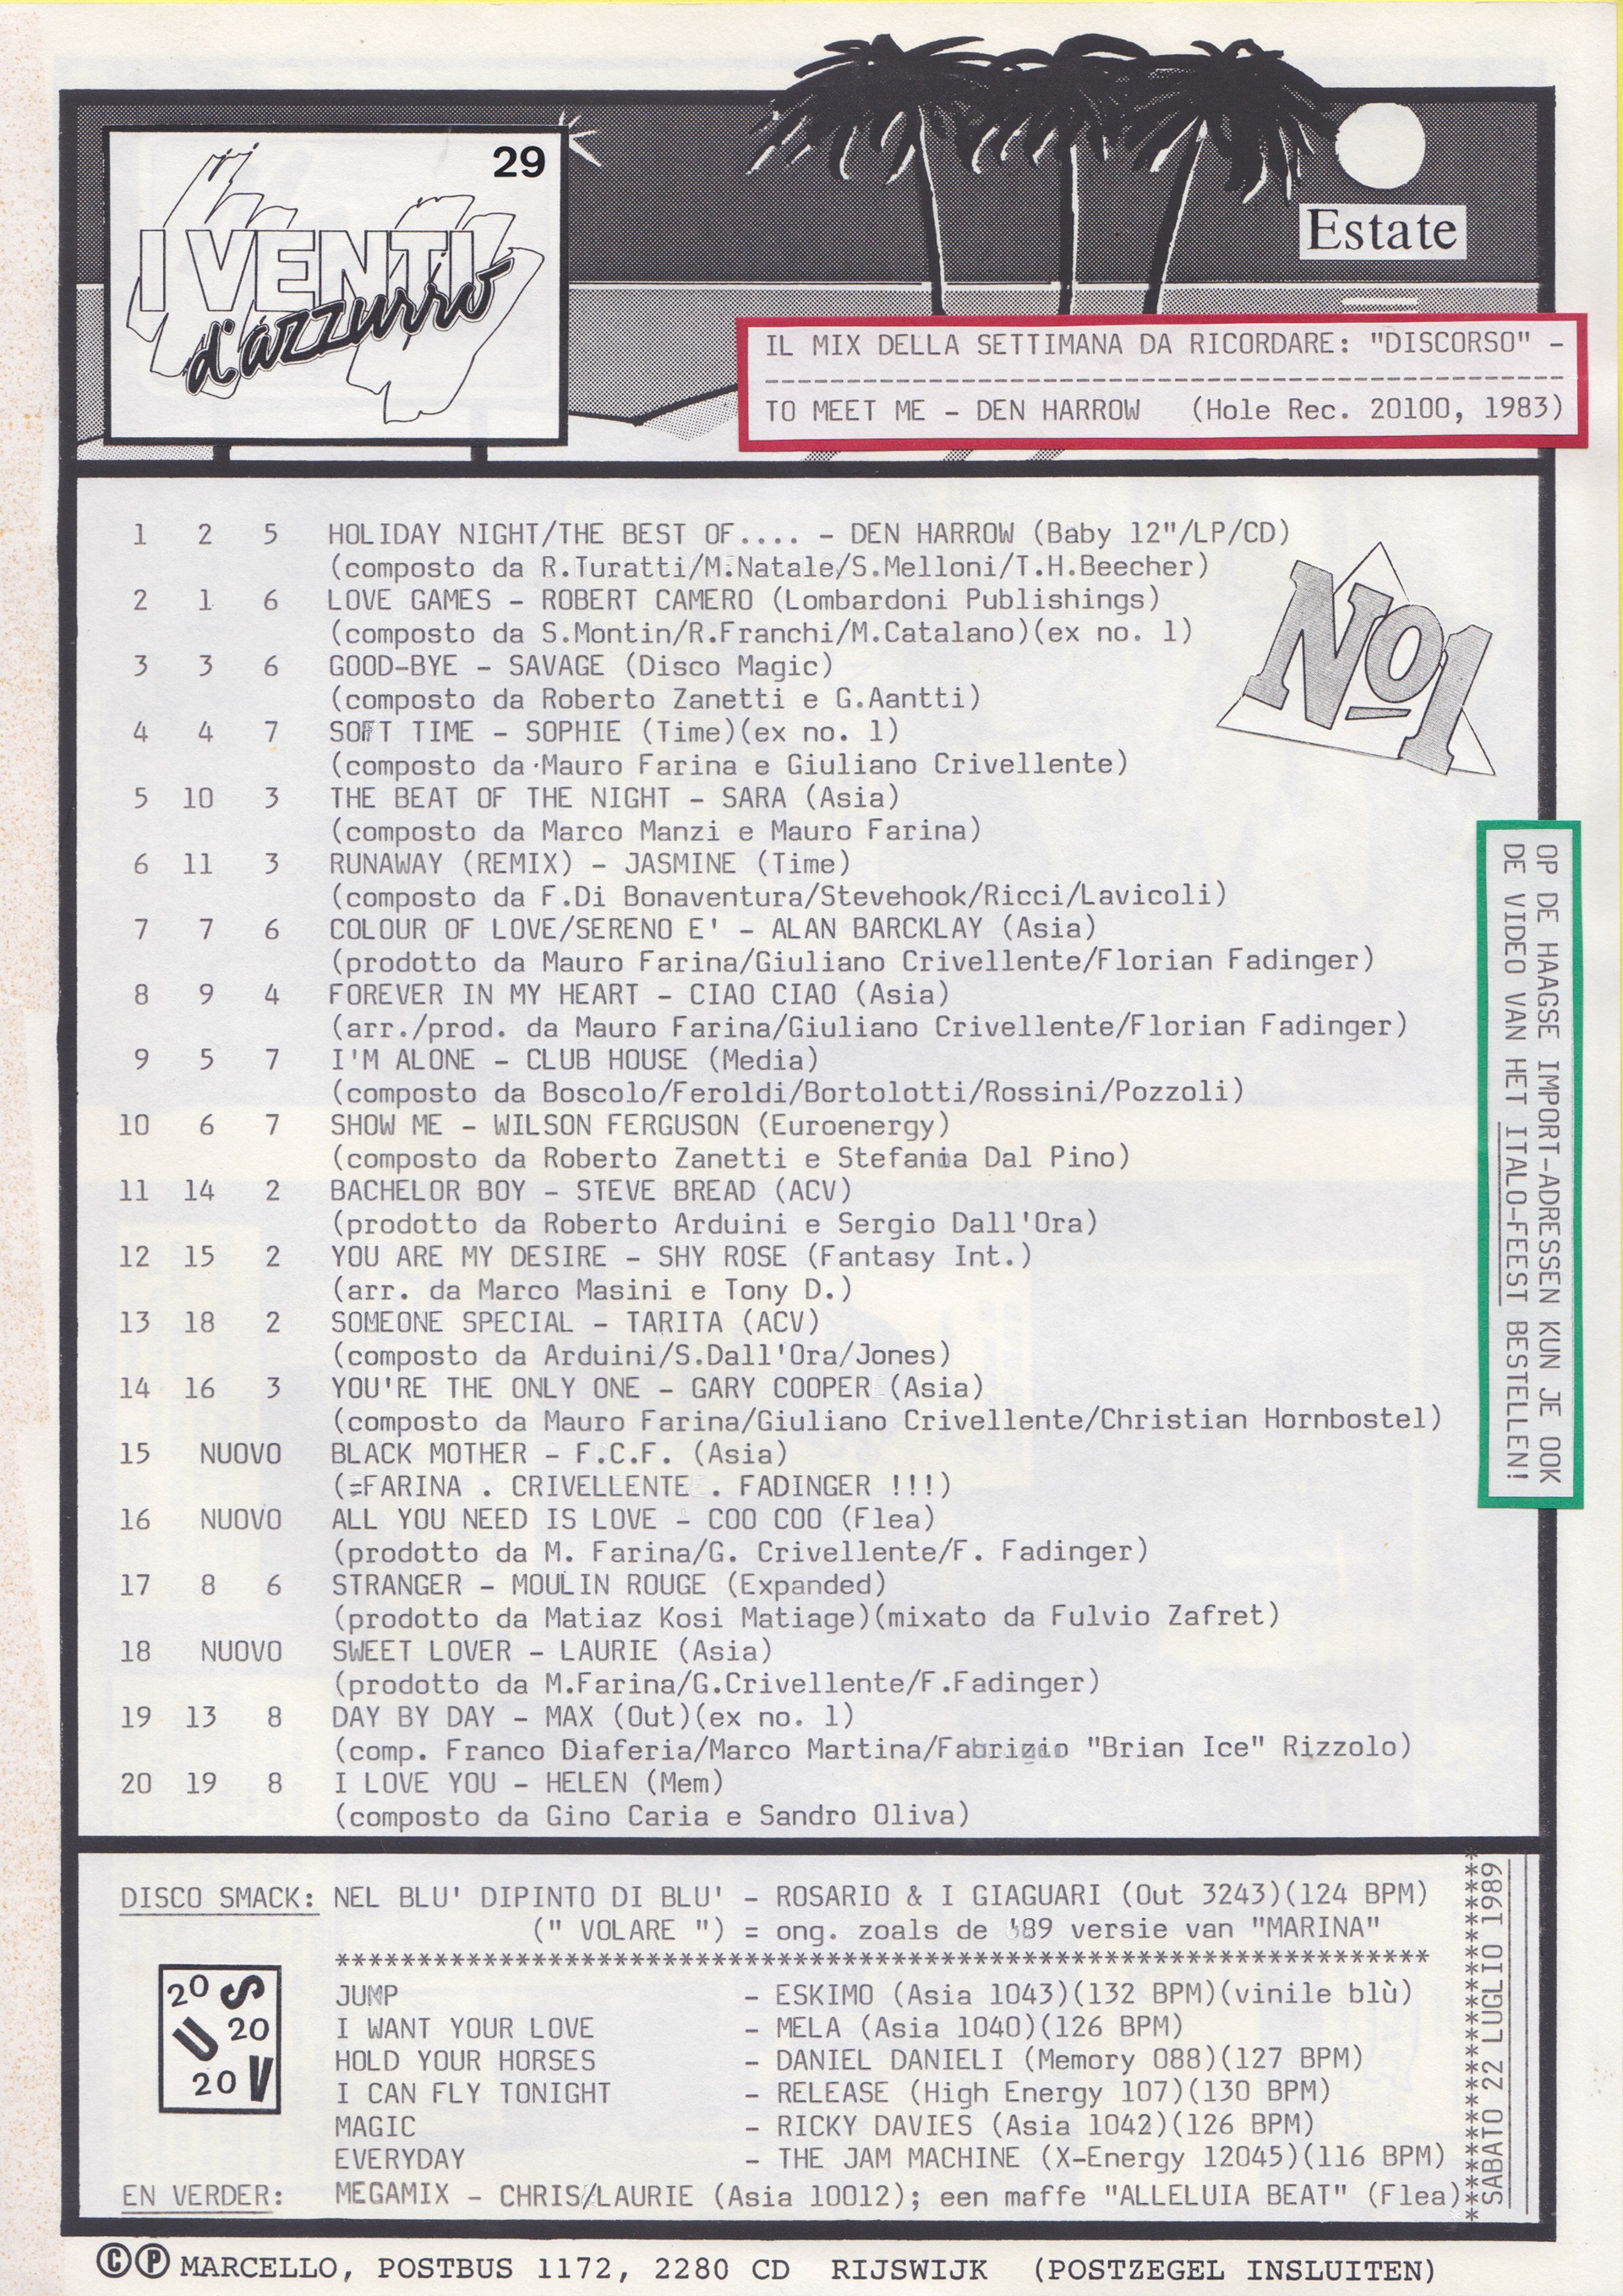 29
I VENTI
d'azzurro
Estate
IL MIX DELLA SETTIMANA DA RICORDARE: "DISCORSO" -
TO MEET ME - DEN HARROW (Hole Rec. 20100, 1983)
1 2 5 HOLIDAY NIGHT/THE BEST OF.... - DEN HARROW (Baby 12"/LP/CD)
(composto da R.Turatti/M.Natale/S.Melloni/T.H.Beecher)
2 1 6 LOVE GAMES - ROBERT CAMERO (Lombardoni Publishings)
(composto da S.Montin/R.Franchi/M.Catalano)(ex no. 1)
3 3 6 GOOD-BYE - SAVAGE (Disco Magic)
(composto da Roberto Zanetti e G.Aantti)
4 4 7 SOFT TIME - SOPHIE (Time)(ex no. 1)
(composto da Mauro Farina e Giuliano Crivellente)
5 10 3 THE BEAT OF THE NIGHT - SARA (Asia)
(composto da Marco Manzi e Mauro Farina)
6 11 3 RUNAWAY (REMIX) - JASMINE (Time)
(composto da F.Di Bonaventura/Stevehook/Ricci/Lavicoli)
7 7 6 COLOUR OF LOVE/SERENO E' - ALAN BARCKLAY (Asia)
(prodotto da Mauro Farina/Giuliano Crivellente/Florian Fadinger)
8 9 4 FOREVER IN MY HEART - CIAO CIAO (Asia)
(arr./prod. da Mauro Farina/Giuliano Crivellente/Florian Fadinger)
9 5 7 I'M ALONE - CLUB HOUSE (Media)
(composto da Boscolo/Feroldi/Bortolotti/Rossini/Pozzoli)
10 6 7 SHOW ME - WILSON FERGUSON (Euroenergy)
(composto da Roberto Zanetti e Stefania Dal Pino)
11 14 2 BACHELOR BOY - STEVE BREAD (ACV)
(prodotto da Roberto Arduini e Sergio Dall'Ora)
12 15 2 YOU ARE MY DESIRE - SHY ROSE (Fantasy Int.)
(arr. da Marco Masini e Tony D.)
13 18 2 SOMEONE SPECIAL - TARITA (ACV)
(composto da Arduini/S.Dall'Ora/Jones)
14 16 3 YOU'RE THE ONLY ONE - GARY COOPER (Asia)
(composto da Mauro Farina/Giuliano Crivellente/Christian Hornbostel)
15 NUOVO BLACK MOTHER - F.C.F. (Asia)
(=FARINA . CRIVELLENTE . FADINGER !!!)
16 NUOVO ALL YOU NEED IS LOVE - COO COO (Flea)
(prodotto da M. Farina/G. Crivellente/F. Fadinger)
17 8 6 STRANGER - MOULIN ROUGE (Expanded)
(prodotto da Matiaz Kosi Matiage)(mixato da Fulvio Zafret)
18 NUOVO SWEET LOVER - LAURIE (Asia)
(prodotto da M.Farina/G.Crivellente/F.Fadinger)
19 13 8 DAY BY DAY - MAX (Out)(ex no. 1)
(comp. Franco Diaferia/Marco Martina/Fabrizio "Brian Ice" Rizzolo)
20 19 8 I LOVE YOU - HELEN (Mem)
(composto da Gino Caria e Sandro Oliva)
No1
OP DE HAAGSE IMPORT-ADRESSEN KUN JE OOK
DE VIDEO VAN HET ITALO-FEEST BESTELLEN!
DISCO SMACK: NEL BLU' DIPINTO DI BLU' - ROSARIO & I GIAGUARI (Out 3243)(124 BPM)
(" VOLARE ") = ong. zoals de '89 versie van "MARINA"
********************************************************************
20 S
U 20
20 V
JUMP - ESKIMO (Asia 1043)(132 BPM)(vinile blù)
I WANT YOUR LOVE - MELA (Asia 1040)(126 BPM)
HOLD YOUR HORSES - DANIEL DANIELI (Memory 088)(127 BPM)
I CAN FLY TONIGHT - RELEASE (High Energy 107)(130 BPM)
MAGIC - RICKY DAVIES (Asia 1042)(126 BPM)
EVERYDAY - THE JAM MACHINE (X-Energy 12045)(116 BPM)
EN VERDER: MEGAMIX - CHRIS/LAURIE (Asia 10012); een maffe "ALLELUIA BEAT" (Flea)
SABATO 22 LUGLIO 1989
©Ⓟ MARCELLO, POSTBUS 1172, 2280 CD RIJSWIJK (POSTZEGEL INSLUITEN)